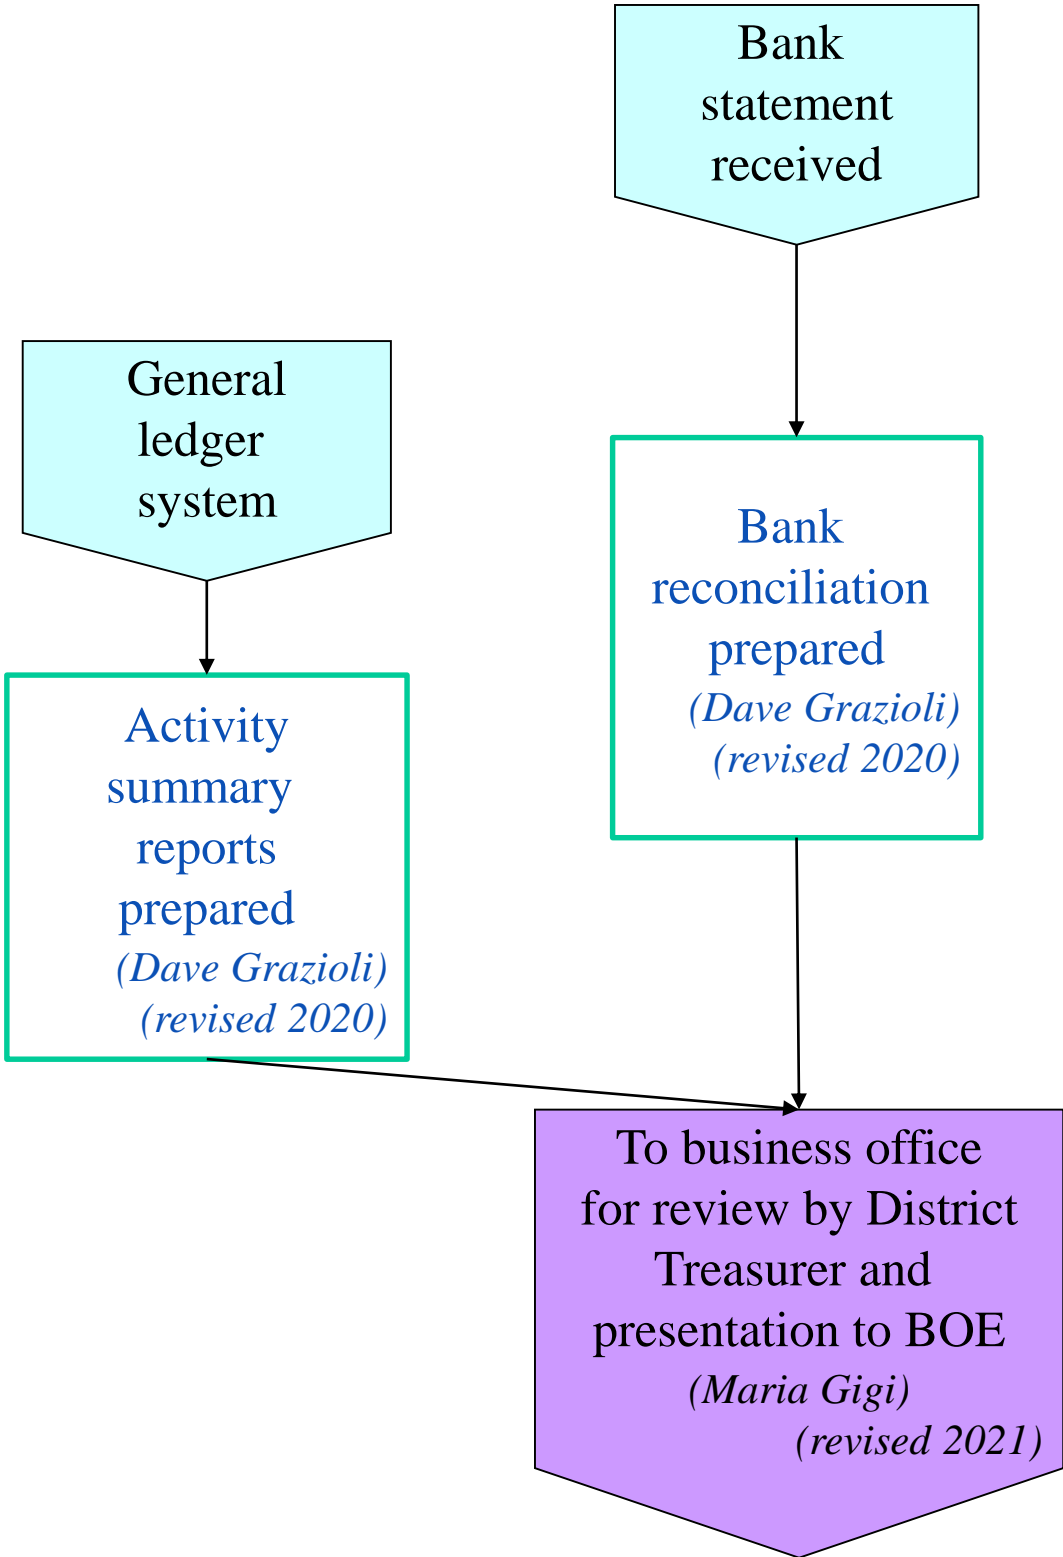 Bank
statement
received
General
ledger
system
Bank
reconciliation
prepared
(Dave Grazioli)
(revised 2020)
Activity
summary
reports
prepared
(Dave Grazioli)
(revised 2020)
To business office
for review by District
Treasurer and
presentation to BOE
(Maria Gigi)
(revised 2021)